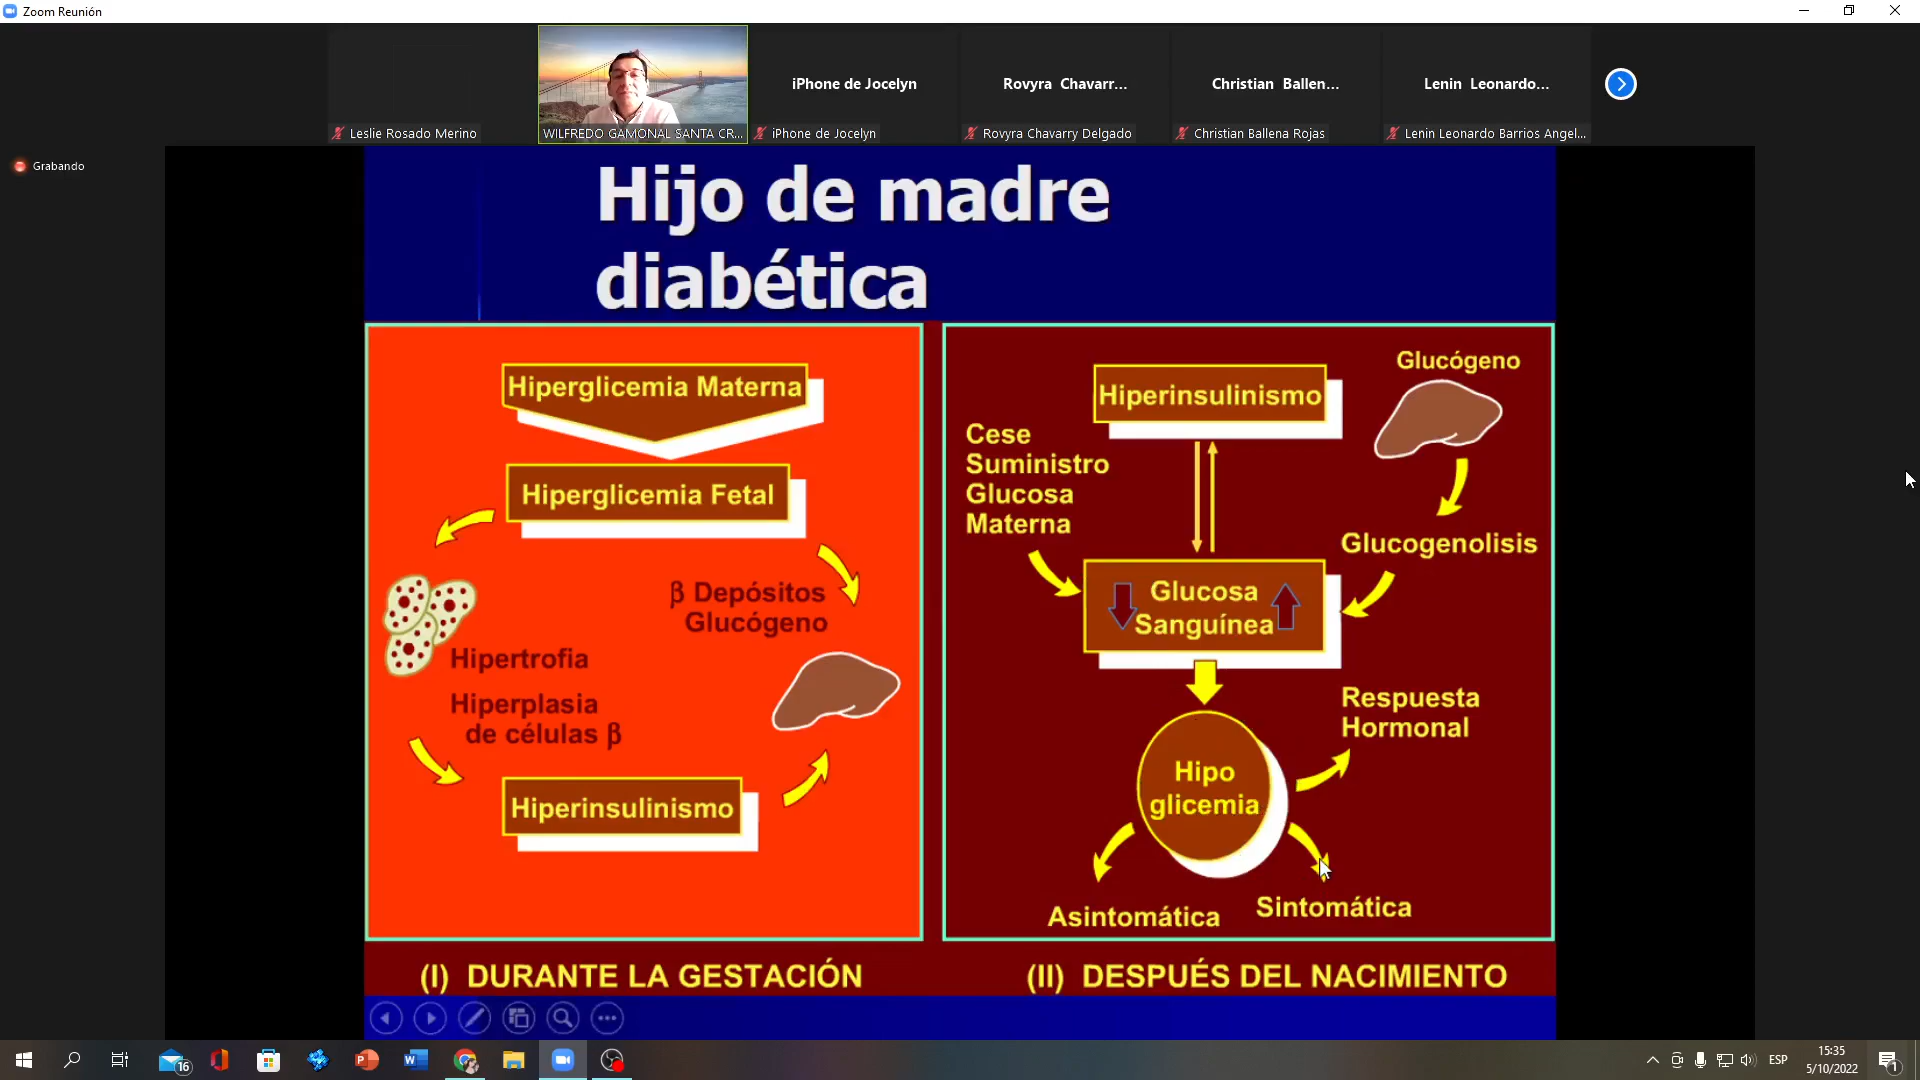 Zoom Reunión
iPhone de Jocelyn
Rovyra Chavarr...
Christian Ballen...
Lenin Leonardo...
Leslie Rosado Merino
WILFREDO GAMONAL SANTA CR...
iPhone de Jocelyn
Rovyra Chavarry Delgado
Christian Ballena Rojas
Lenin Leonardo Barrios Angel...
Grabando
Hijo de madre
diabética
Hiperglicemia Materna
Hiperglicemia Fetal
β Depósitos
Glucógeno
Hipertrofia
Hiperplasia
de células β
Hiperinsulinismo
(I) DURANTE LA GESTACIÓN
Hiperinsulinismo
Glucógeno
Cese
Suministro
Glucosa
Materna
Glucogenolisis
Glucosa
Sanguínea
Respuesta
Hormonal
Hipo
glicemia
Asintomática
Sintomática
(II) DESPUÉS DEL NACIMIENTO
16
ESP
15:35
5/10/2022
1